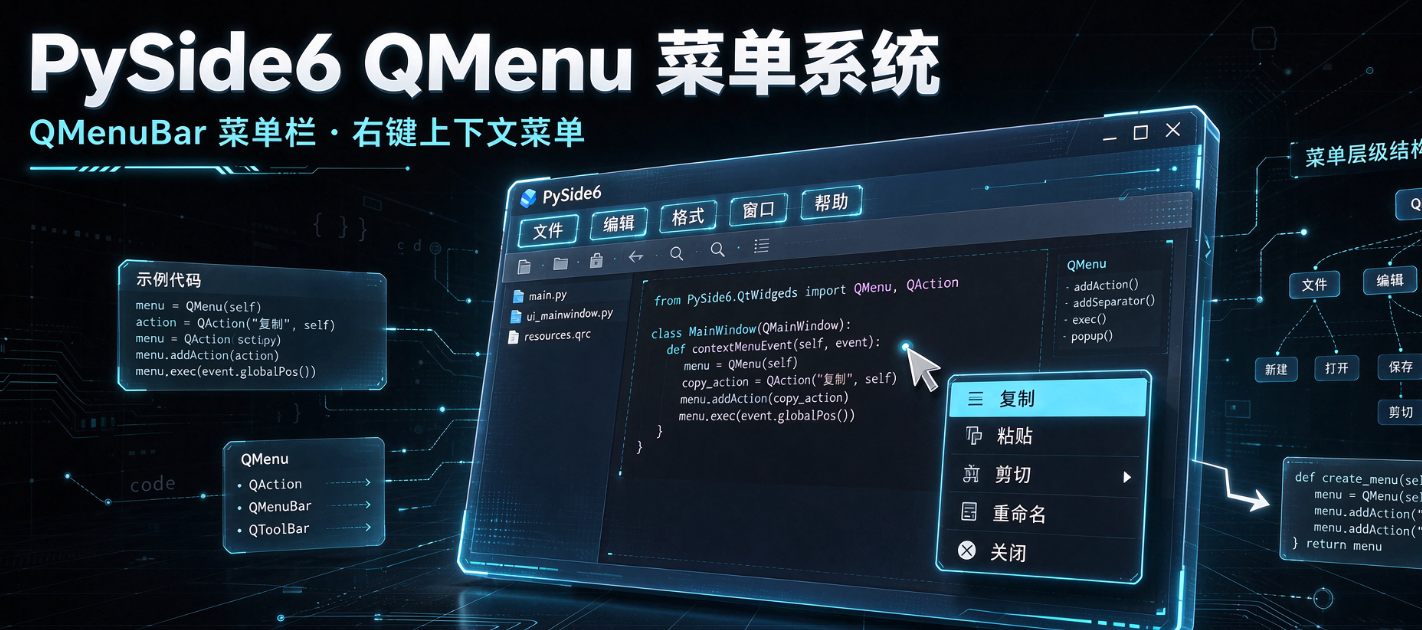 PySide6 QMenu 菜单系统
QMenuBar 菜单栏 · 右键上下文菜单
示例代码
menu = QMenu(self)
action = QAction("复制", self)
menu = QAction(sctipy)
menu.addAction(action)
menu.exec(event.globalPos())
QMenu
• QAction
• QMenuBar
• QToolBar
{ } }
cd@
}
code
PySide6
文件
编辑
格式
窗口
帮助
main.py
ui_mainwindow.py
resources.qrc
from PySide6.QtWidgeds import QMenu, QAction
class MainWindow(QMainWindow):
def contextMenuEvent(self, event):
menu = QMenu(self)
copy_action = QAction("复制", self)
menu.addAction(copy_action)
menu.exec(event.globalPos())
}
}
QMenu
- addAction()
- addSeparator()
- exec()
- popup()
复制
粘贴
剪切
重命名
关闭
菜单层级结构
Q
文件
编辑
新建
打开
保存
剪切
def create_menu(sel
menu = QMenu(sel
menu.addAction("
menu.addAction("
} return menu